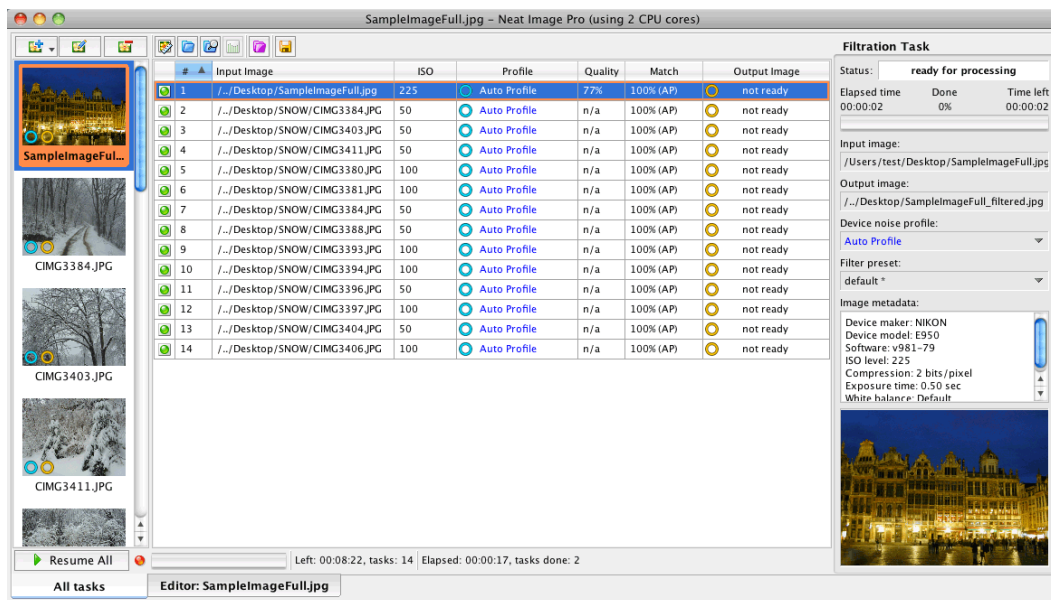 SampleImageFull.jpg – Neat Image Pro (using 2 CPU cores)
# Input Image ISO Profile Quality Match Output Image
1 /../Desktop/SampleImageFull.jpg 225 Auto Profile 77% 100% (AP) not ready
2 /../Desktop/SNOW/CIMG3384.JPG 50 Auto Profile n/a 100% (AP) not ready
3 /../Desktop/SNOW/CIMG3403.JPG 50 Auto Profile n/a 100% (AP) not ready
4 /../Desktop/SNOW/CIMG3411.JPG 50 Auto Profile n/a 100% (AP) not ready
5 /../Desktop/SNOW/CIMG3380.JPG 100 Auto Profile n/a 100% (AP) not ready
6 /../Desktop/SNOW/CIMG3381.JPG 100 Auto Profile n/a 100% (AP) not ready
7 /../Desktop/SNOW/CIMG3384.JPG 50 Auto Profile n/a 100% (AP) not ready
8 /../Desktop/SNOW/CIMG3388.JPG 50 Auto Profile n/a 100% (AP) not ready
9 /../Desktop/SNOW/CIMG3393.JPG 100 Auto Profile n/a 100% (AP) not ready
10 /../Desktop/SNOW/CIMG3394.JPG 100 Auto Profile n/a 100% (AP) not ready
11 /../Desktop/SNOW/CIMG3396.JPG 50 Auto Profile n/a 100% (AP) not ready
12 /../Desktop/SNOW/CIMG3397.JPG 100 Auto Profile n/a 100% (AP) not ready
13 /../Desktop/SNOW/CIMG3404.JPG 50 Auto Profile n/a 100% (AP) not ready
14 /../Desktop/SNOW/CIMG3406.JPG 100 Auto Profile n/a 100% (AP) not ready
SampleImageFul...
CIMG3384.JPG
CIMG3403.JPG
CIMG3411.JPG
Filtration Task
Status: ready for processing
Elapsed time Done Time left
00:00:02 0% 00:00:02
Input image:
/Users/test/Desktop/SampleImageFull.jpg
Output image:
/../Desktop/SampleImageFull_filtered.jpg
Device noise profile:
Auto Profile
Filter preset:
default *
Image metadata:
Device maker: NIKON
Device model: E950
Software: v981-79
ISO level: 225
Compression: 2 bits/pixel
Exposure time: 0.50 sec
White balance: Default
Resume All
Left: 00:08:22, tasks: 14 Elapsed: 00:00:17, tasks done: 2
All tasks Editor: SampleImageFull.jpg